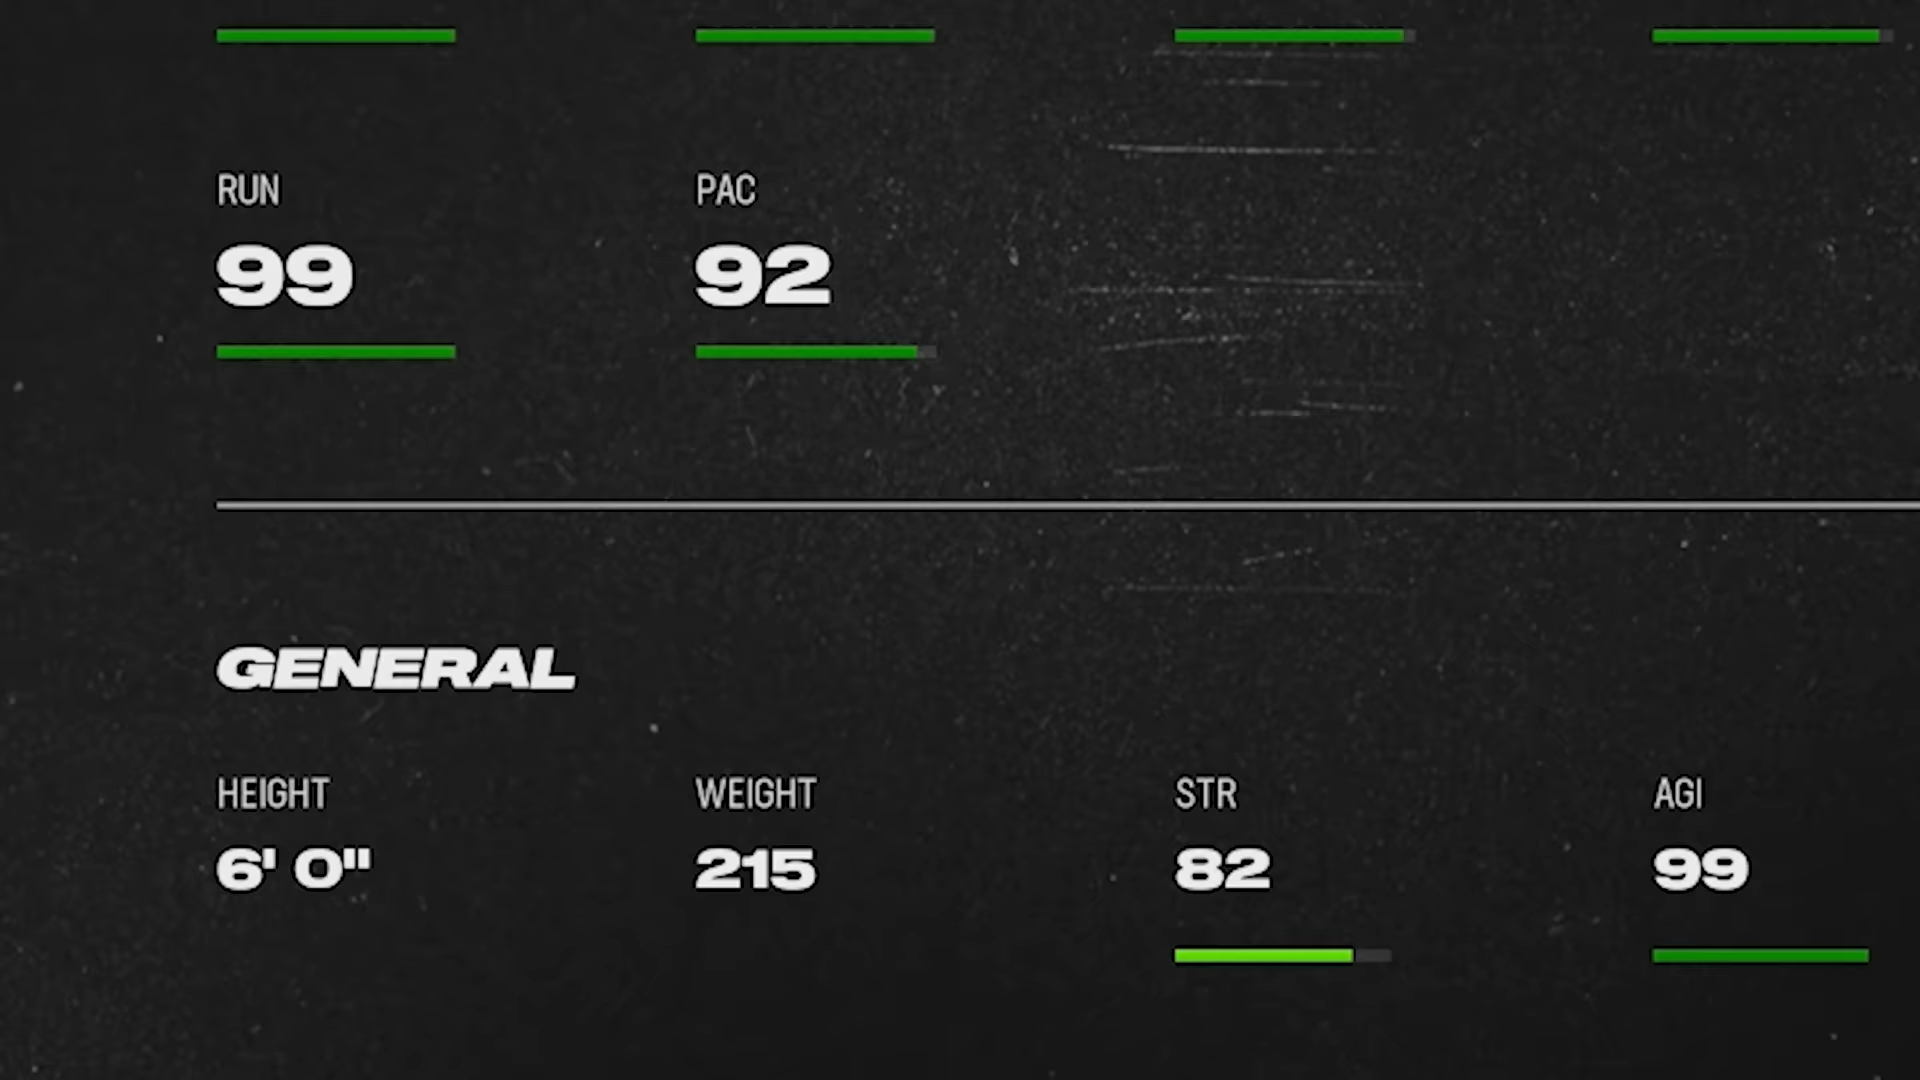 RUN PAC
99 92
GENERAL
HEIGHT WEIGHT STR AGI
6' 0" 215 82 99